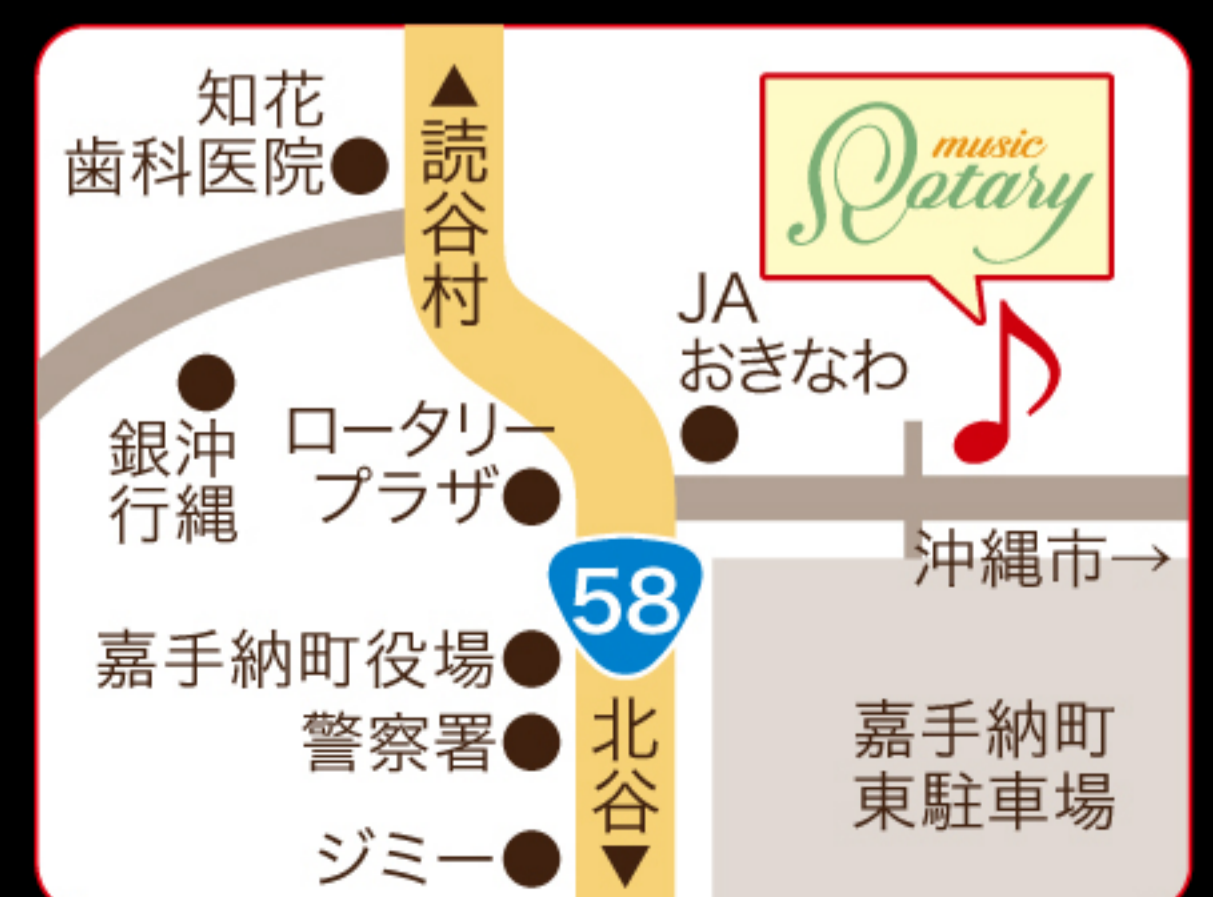 知花
歯科医院
▲読谷村
music
Rotary
JA
おきなわ
銀沖
行縄
ロータリー
プラザ
58
沖縄市→
嘉手納町役場
警察署
ジミー
北谷▼
嘉手納町
東駐車場